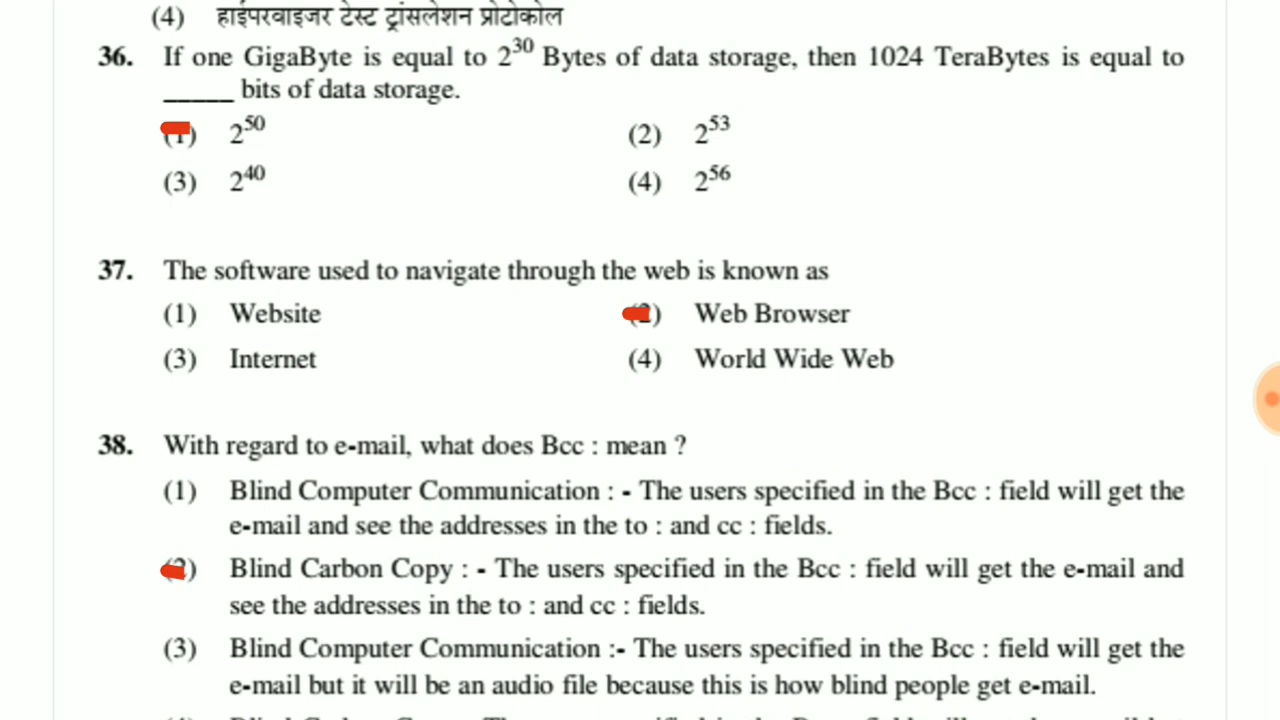 (4) हाईपरवाइजर टेस्ट ट्रांसलेशन प्रोटोकोल
36. If one GigaByte is equal to 2^30 Bytes of data storage, then 1024 TeraBytes is equal to
_____ bits of data storage.
(1) 2^50 (2) 2^53
(3) 2^40 (4) 2^56
37. The software used to navigate through the web is known as
(1) Website (2) Web Browser
(3) Internet (4) World Wide Web
38. With regard to e-mail, what does Bcc : mean ?
(1) Blind Computer Communication : - The users specified in the Bcc : field will get the
e-mail and see the addresses in the to : and cc : fields.
(2) Blind Carbon Copy : - The users specified in the Bcc : field will get the e-mail and
see the addresses in the to : and cc : fields.
(3) Blind Computer Communication :- The users specified in the Bcc : field will get the
e-mail but it will be an audio file because this is how blind people get e-mail.